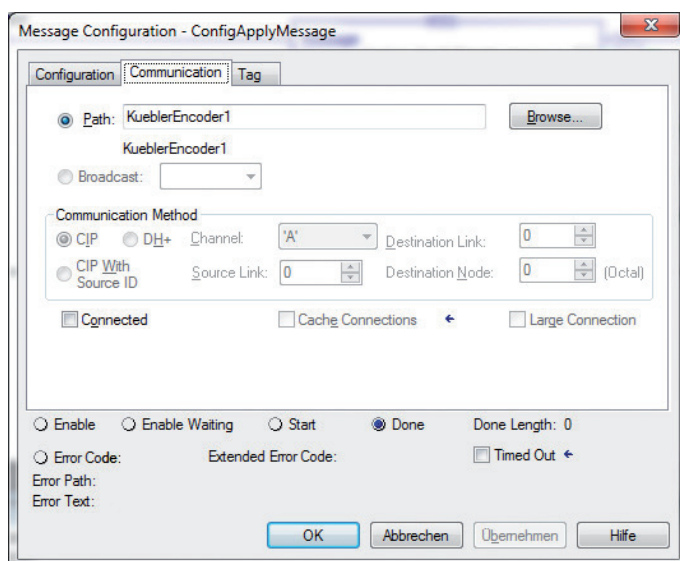 Message Configuration - ConfigApplyMessage
Configuration Communication Tag
Path: KueblerEncoder1 Browse...
KueblerEncoder1
Broadcast:
Communication Method
CIP DH+ Channel: 'A' Destination Link: 0
CIP With Source ID Source Link: 0 Destination Node: 0 (Octal)
Connected Cache Connections ← Large Connection
Enable Enable Waiting Start Done Done Length: 0
Error Code: Extended Error Code: Timed Out ←
Error Path:
Error Text:
OK Abbrechen Übernehmen Hilfe